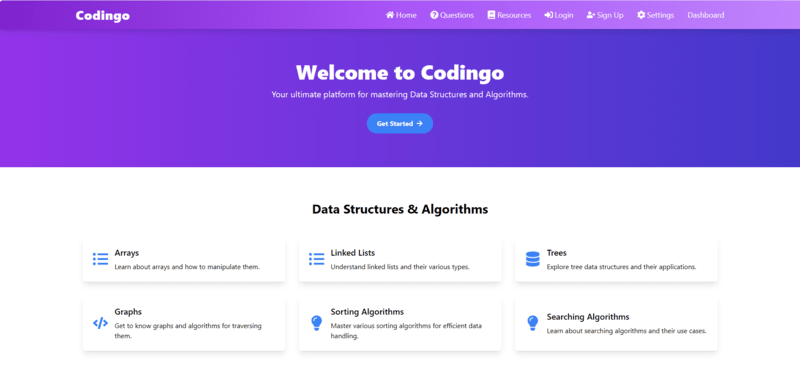 Codingo
Home Questions Resources Login Sign Up Settings Dashboard
Welcome to Codingo
Your ultimate platform for mastering Data Structures and Algorithms.
Get Started
Data Structures & Algorithms
Arrays
Learn about arrays and how to manipulate them.
Linked Lists
Understand linked lists and their various types.
Trees
Explore tree data structures and their applications.
Graphs
Get to know graphs and algorithms for traversing
them.
Sorting Algorithms
Master various sorting algorithms for efficient data
handling.
Searching Algorithms
Learn about searching algorithms and their use cases.